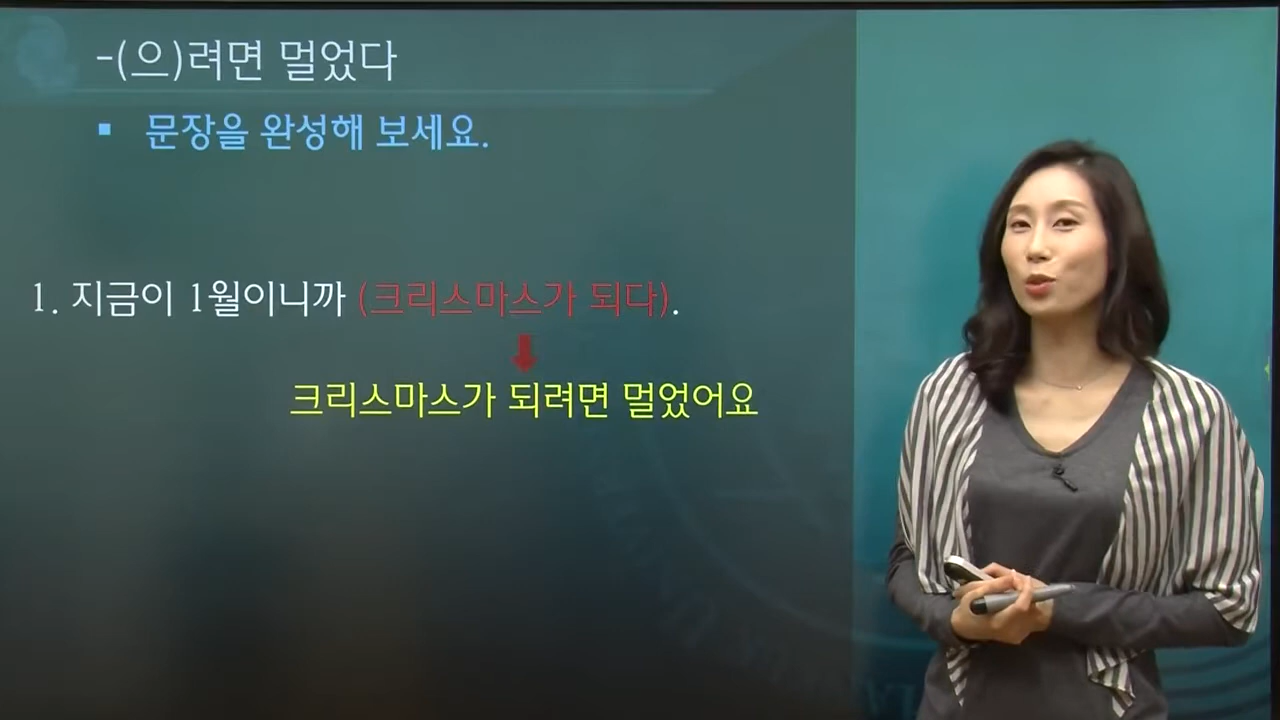 -(으)려면 멀었다
▪ 문장을 완성해 보세요.
1. 지금이 1월이니까 (크리스마스가 되다).
크리스마스가 되려면 멀었어요